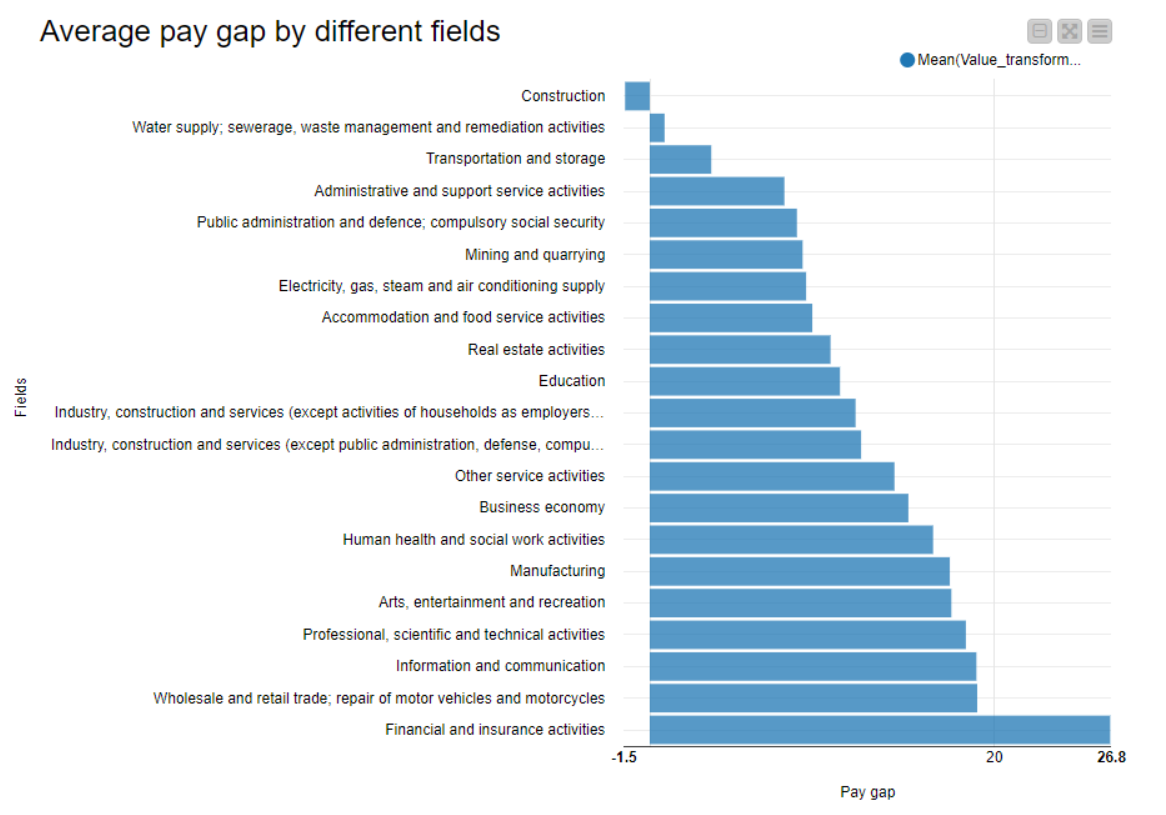 Average pay gap by different fields
Mean(Value_transform...
Construction
Water supply; sewerage, waste management and remediation activities
Transportation and storage
Administrative and support service activities
Public administration and defence; compulsory social security
Mining and quarrying
Electricity, gas, steam and air conditioning supply
Accommodation and food service activities
Real estate activities
Education
Industry, construction and services (except activities of households as employers...
Industry, construction and services (except public administration, defense, compu...
Other service activities
Business economy
Human health and social work activities
Manufacturing
Arts, entertainment and recreation
Professional, scientific and technical activities
Information and communication
Wholesale and retail trade; repair of motor vehicles and motorcycles
Financial and insurance activities
Fields
-1.5 20 26.8
Pay gap